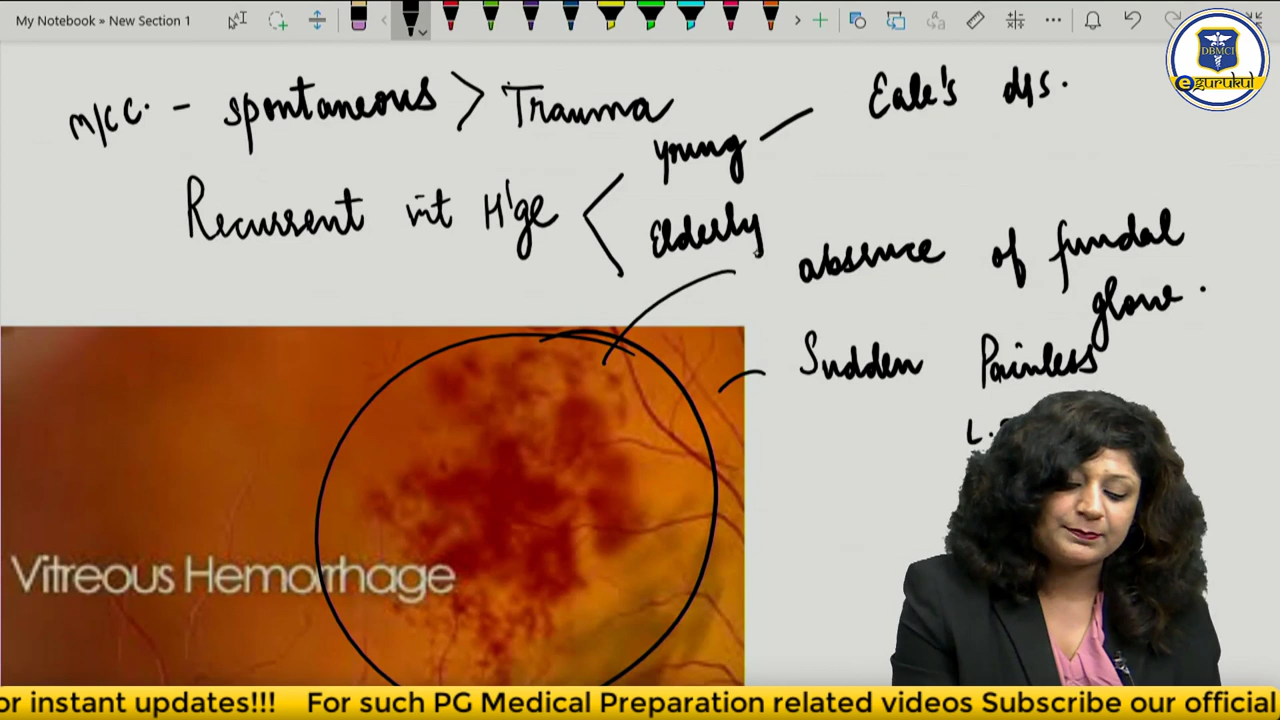 My Notebook » New Section 1
DBMCI
eGurukul
m/c c. - spontaneous > Trauma
Recurrent vit H'ge
young - Eale's d/s.
Elderly
absence of fundal
glow.
Sudden Painless
L.
Vitreous Hemorrhage
or instant updates!!! For such PG Medical Preparation related videos Subscribe our official